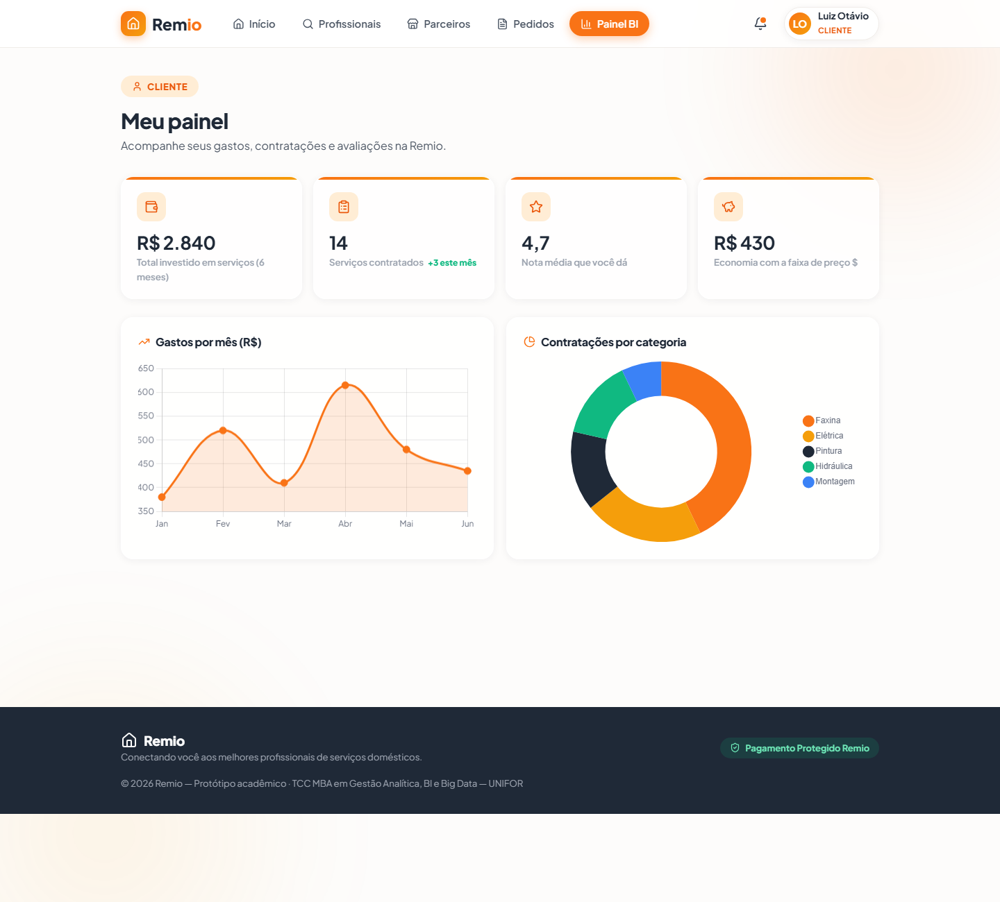 Remio
Início
Profissionais
Parceiros
Pedidos
Painel BI
LO
Luiz Otávio
CLIENTE
CLIENTE
Meu painel
Acompanhe seus gastos, contratações e avaliações na Remio.
R$ 2.840
Total investido em serviços (6
meses)
14
Serviços contratados +3 este mês
4,7
Nota média que você dá
R$ 430
Economia com a faixa de preço $
Gastos por mês (R$)
650
600
550
500
450
400
350
Jan Fev Mar Abr Mai Jun
Contratações por categoria
Faxina
Elétrica
Pintura
Hidráulica
Montagem
Remio
Conectando você aos melhores profissionais de serviços domésticos.
Pagamento Protegido Remio
© 2026 Remio — Protótipo acadêmico · TCC MBA em Gestão Analítica, BI e Big Data — UNIFOR